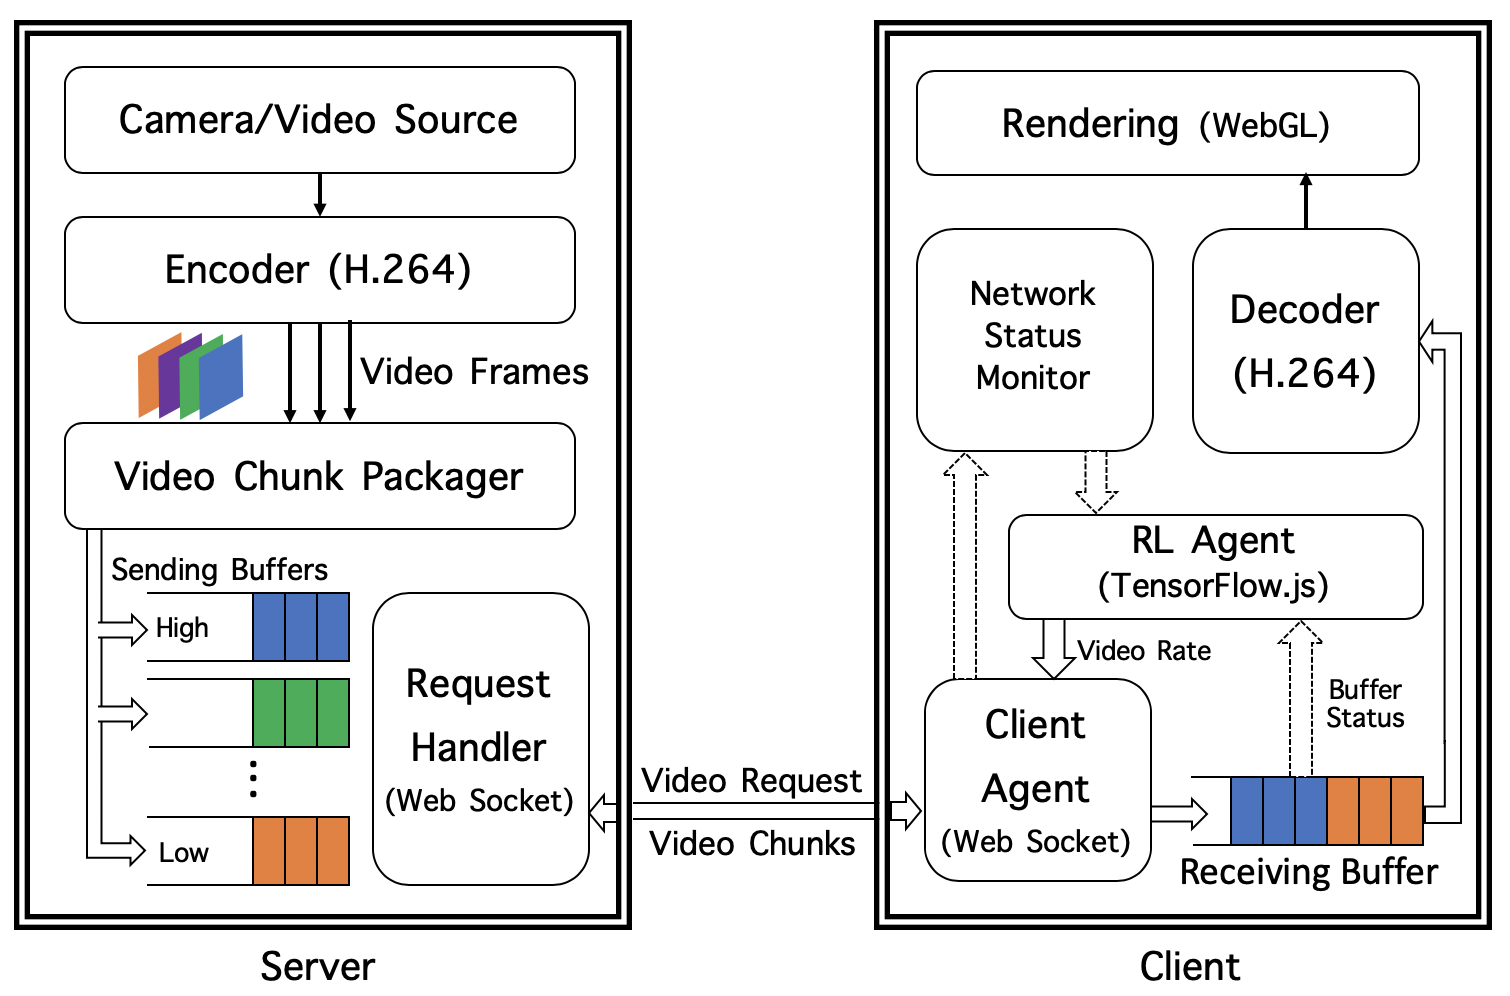 Camera/Video Source
Encoder (H.264)
Video Frames
Video Chunk Packager
Sending Buffers
High
Low
Request
Handler
(Web Socket)
Server
Video Request
Video Chunks
Rendering (WebGL)
Network
Status
Monitor
Decoder
(H.264)
RL Agent
(TensorFlow.js)
Video Rate
Buffer
Status
Client
Agent
(Web Socket)
Receiving Buffer
Client